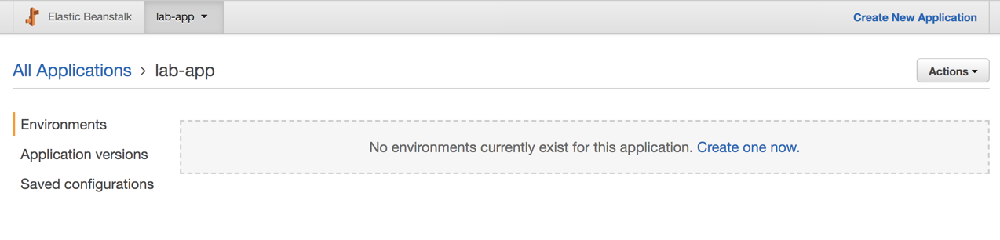 Elastic Beanstalk
lab-app
Create New Application
All Applications > lab-app
Actions
Environments
Application versions
Saved configurations
No environments currently exist for this application. Create one now.